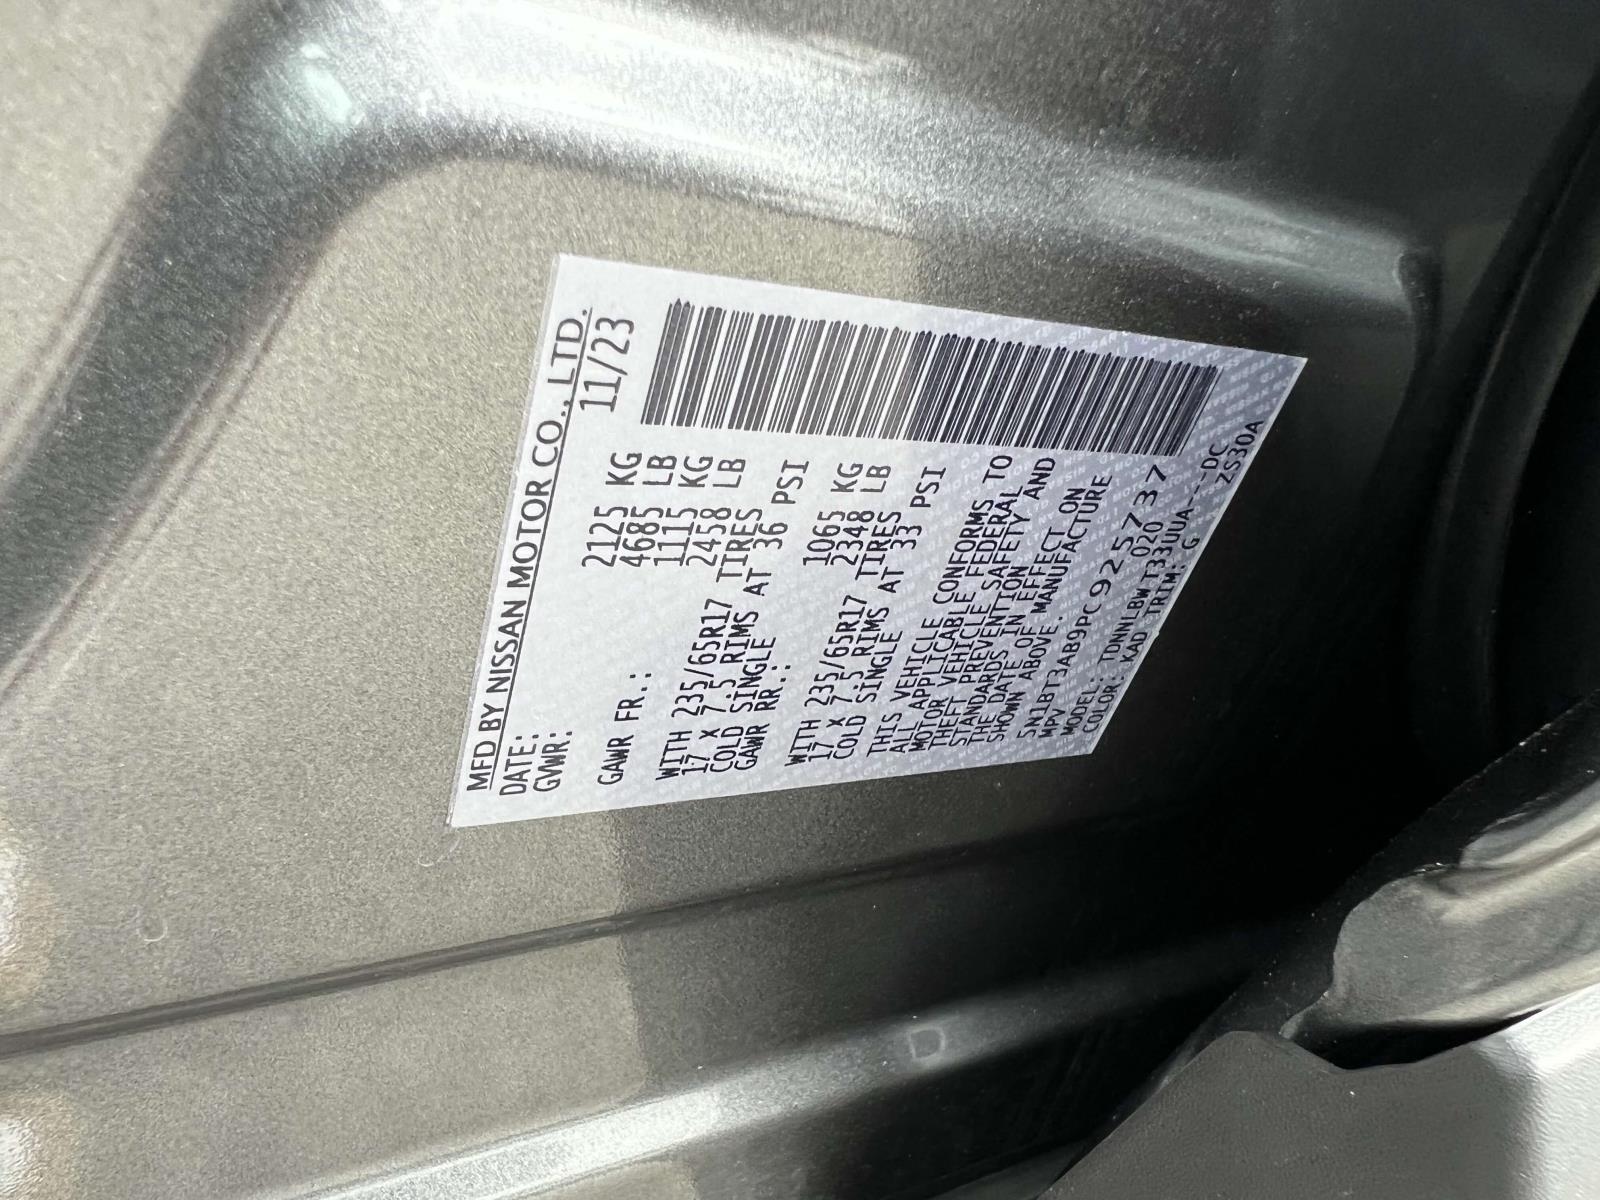 MFD BY NISSAN MOTOR CO., LTD.
DATE: 11/23
GVWR: 2125 KG
4685 LB
GAWR FR.: 1115 KG
2458 LB
WITH 235/65R17 TIRES
17 X 7.5 RIMS AT 36 PSI
COLD SINGLE
GAWR RR.: 1065 KG
2348 LB
WITH 235/65R17 TIRES
17 X 7.5 RIMS AT 33 PSI
COLD SINGLE
THIS VEHICLE CONFORMS TO
ALL APPLICABLE FEDERAL
MOTOR VEHICLE SAFETY AND
THEFT PREVENTION
STANDARDS IN EFFECT ON
THE DATE OF MANUFACTURE
SHOWN ABOVE.
5N1BT3AB9PC925737
MPV 020
MODEL: TDNNLBWT33UUA---DC
COLOR: KAD TRIM: G ZS30A